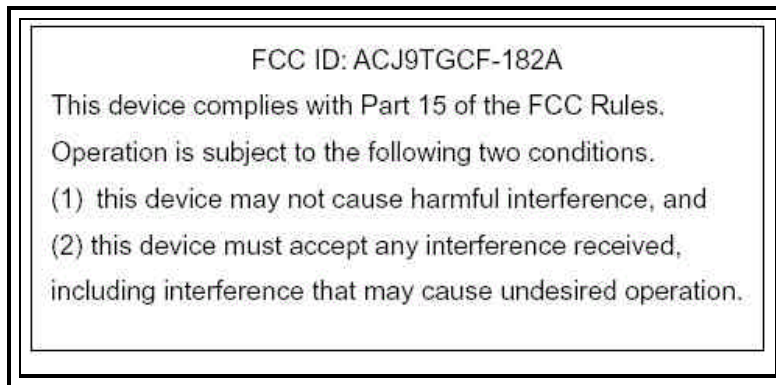 FCC ID: ACJ9TGCF-182A
This device complies with Part 15 of the FCC Rules.
Operation is subject to the following two conditions.
(1) this device may not cause harmful interference, and
(2) this device must accept any interference received,
including interference that may cause undesired operation.